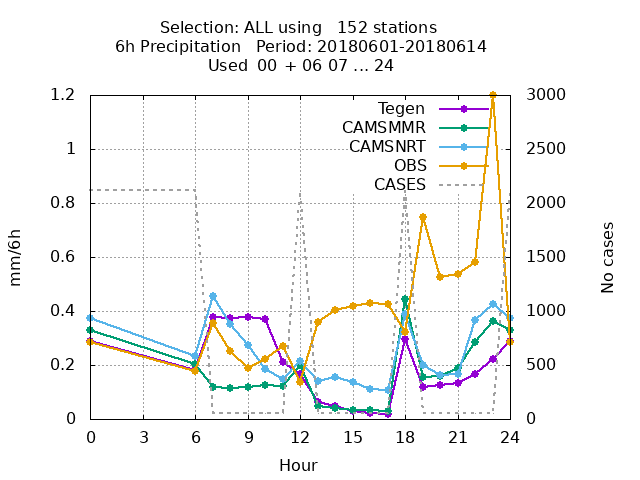 Selection: ALL using   152 stations
6h Precipitation   Period: 20180601-20180614
Used  00 + 06 07 ... 24
1.2
1
0.8
0.6
0.4
0.2
0
mm/6h
Tegen
CAMSMMR
CAMSNRT
OBS
CASES
3000
2500
2000
1500
1000
500
0
No cases
0 3 6 9 12 15 18 21 24
Hour